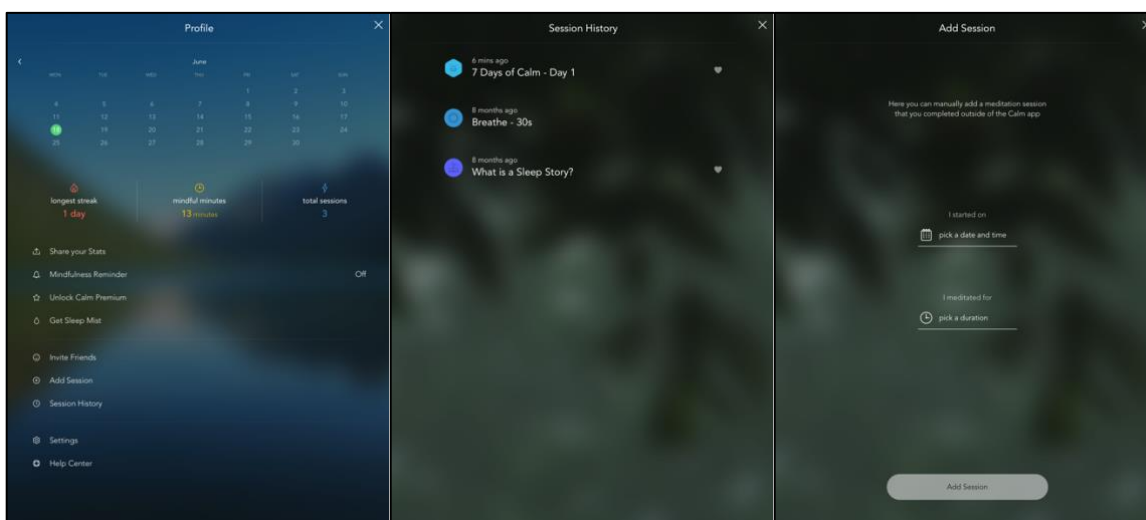 Profile
June
MON TUE WED THU FRI SAT SUN
1 2 3
4 5 6 7 8 9 10
11 12 13 14 15 16 17
18 19 20 21 22 23 24
25 26 27 28 29 30
longest streak mindful minutes total sessions
1 day 13 minutes 3
Share your Stats
Mindfulness Reminder Off
Unlock Calm Premium
Get Sleep Mist
Invite Friends
Add Session
Session History
Settings
Help Center
Session History
6 mins ago
7 Days of Calm - Day 1
8 months ago
Breathe - 30s
8 months ago
What is a Sleep Story?
Add Session
Here you can manually add a meditation session
that you completed outside of the Calm app
I started on
pick a date and time
I meditated for
pick a duration
Add Session